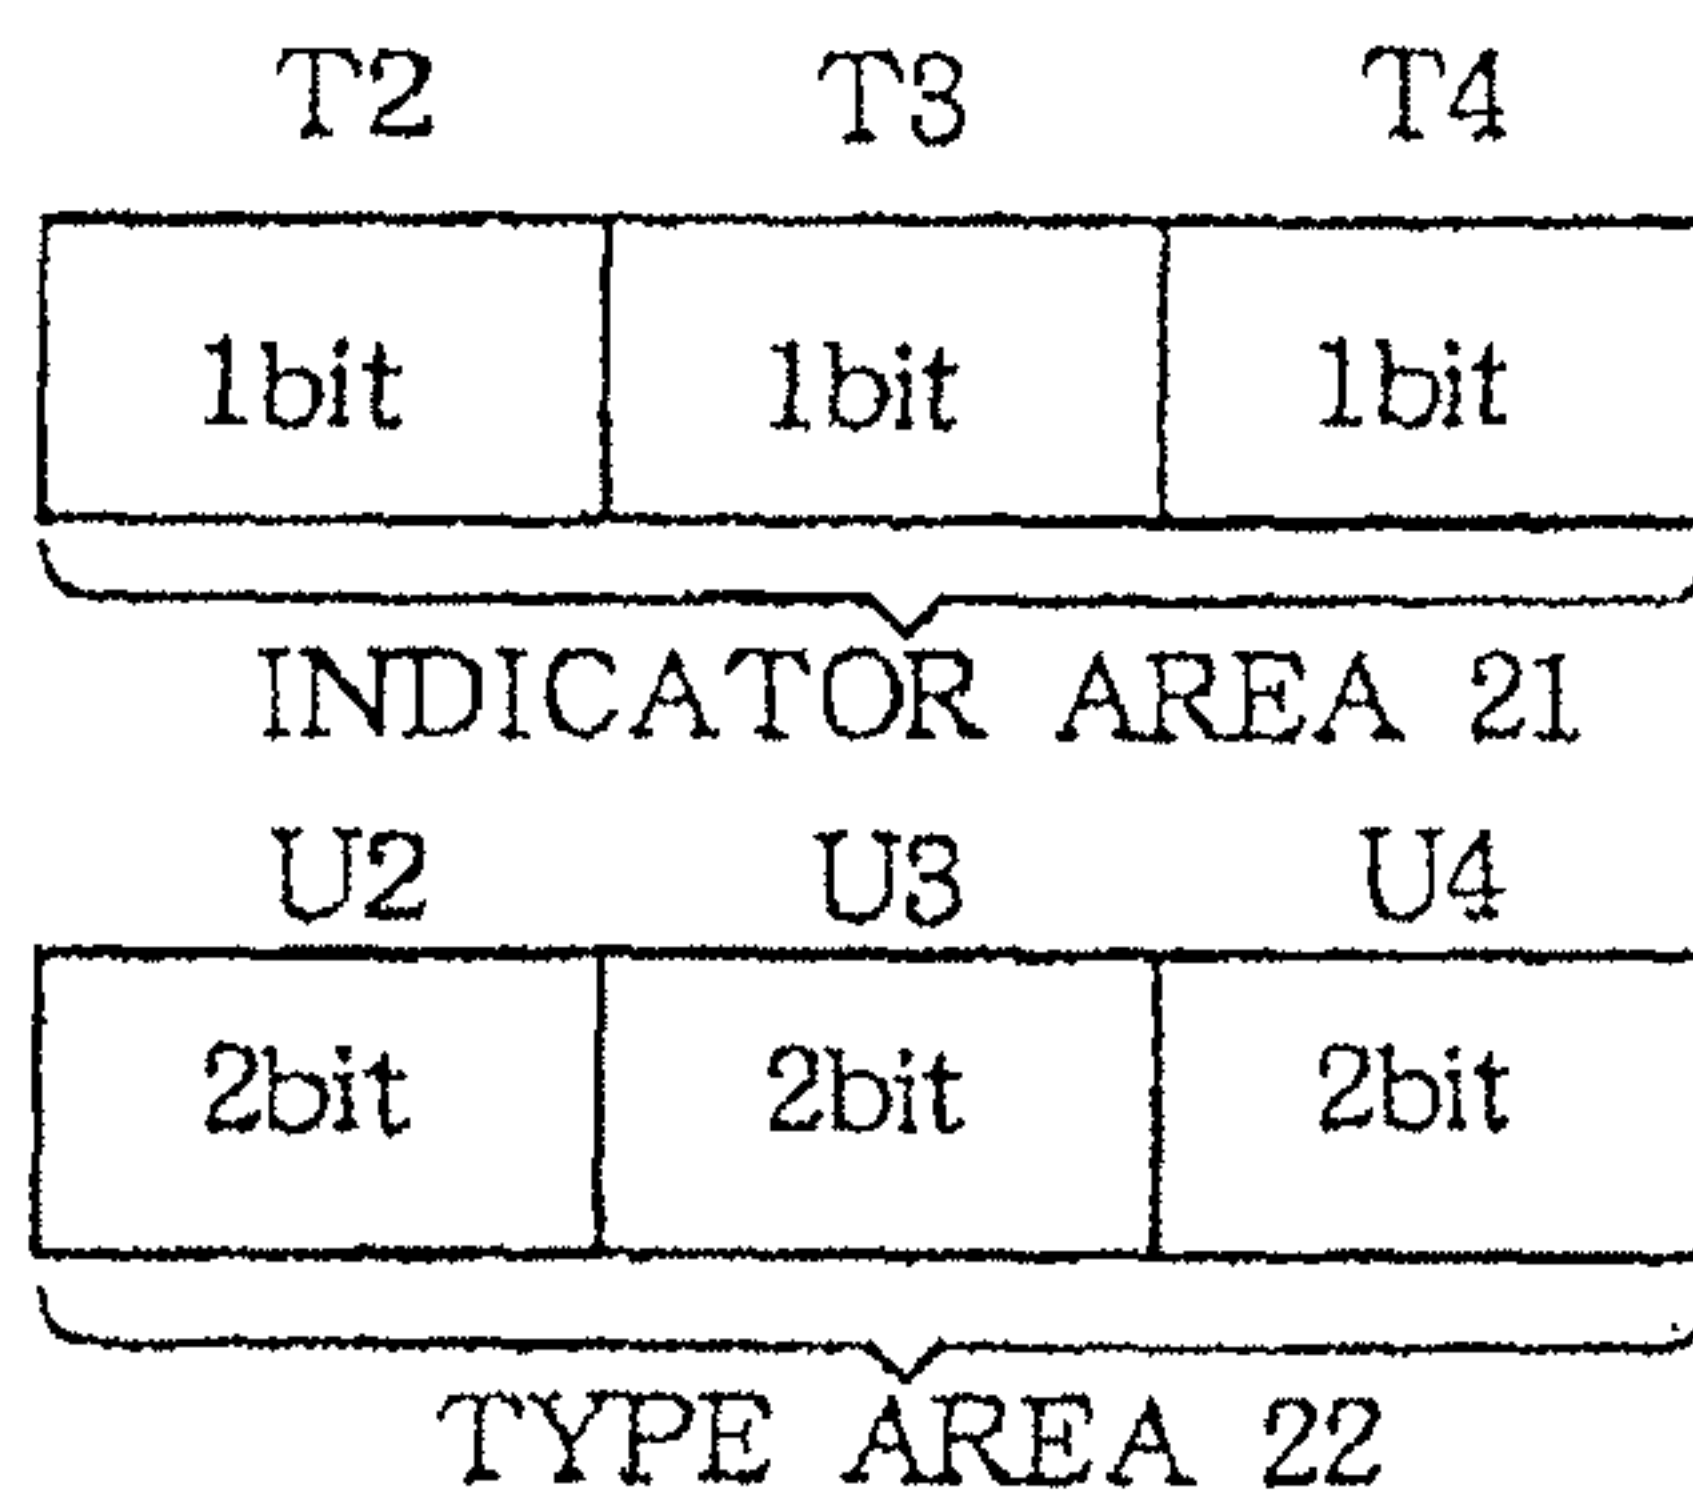 T2 T3 T4
1bit 1bit 1bit
INDICATOR AREA 21
U2 U3 U4
2bit 2bit 2bit
TYPE AREA 22